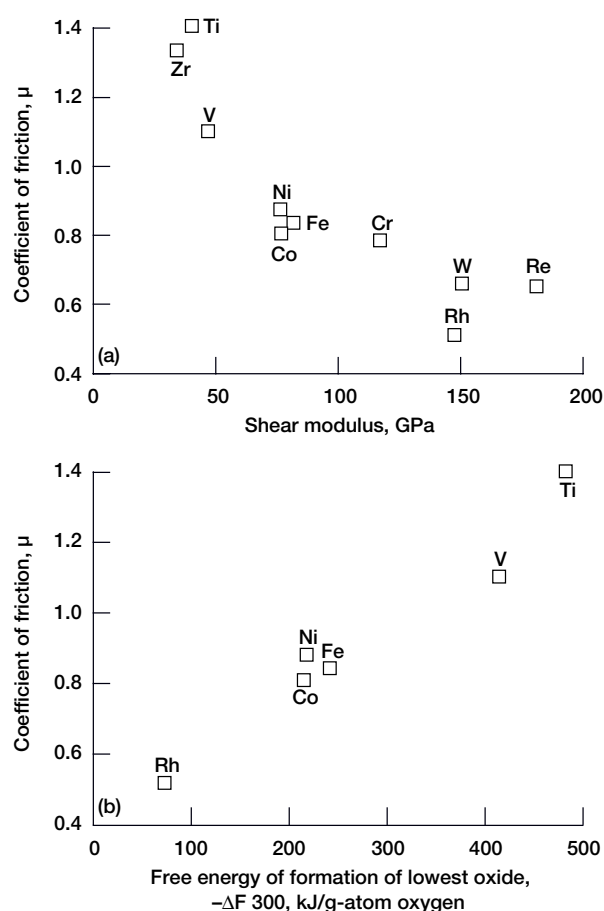 1.4
Ti
Zr
1.2
V
1.0
Ni
Fe
Cr
0.8
Co
W
Re
0.6
Rh
(a)
0.4
0 50 100 150 200
Shear modulus, GPa
Coefficient of friction, μ
1.4
Ti
1.2
V
1.0
Ni Fe
0.8
Co
0.6
Rh
(b)
0.4
0 100 200 300 400 500
Free energy of formation of lowest oxide,
–ΔF 300, kJ/g-atom oxygen
Coefficient of friction, μ